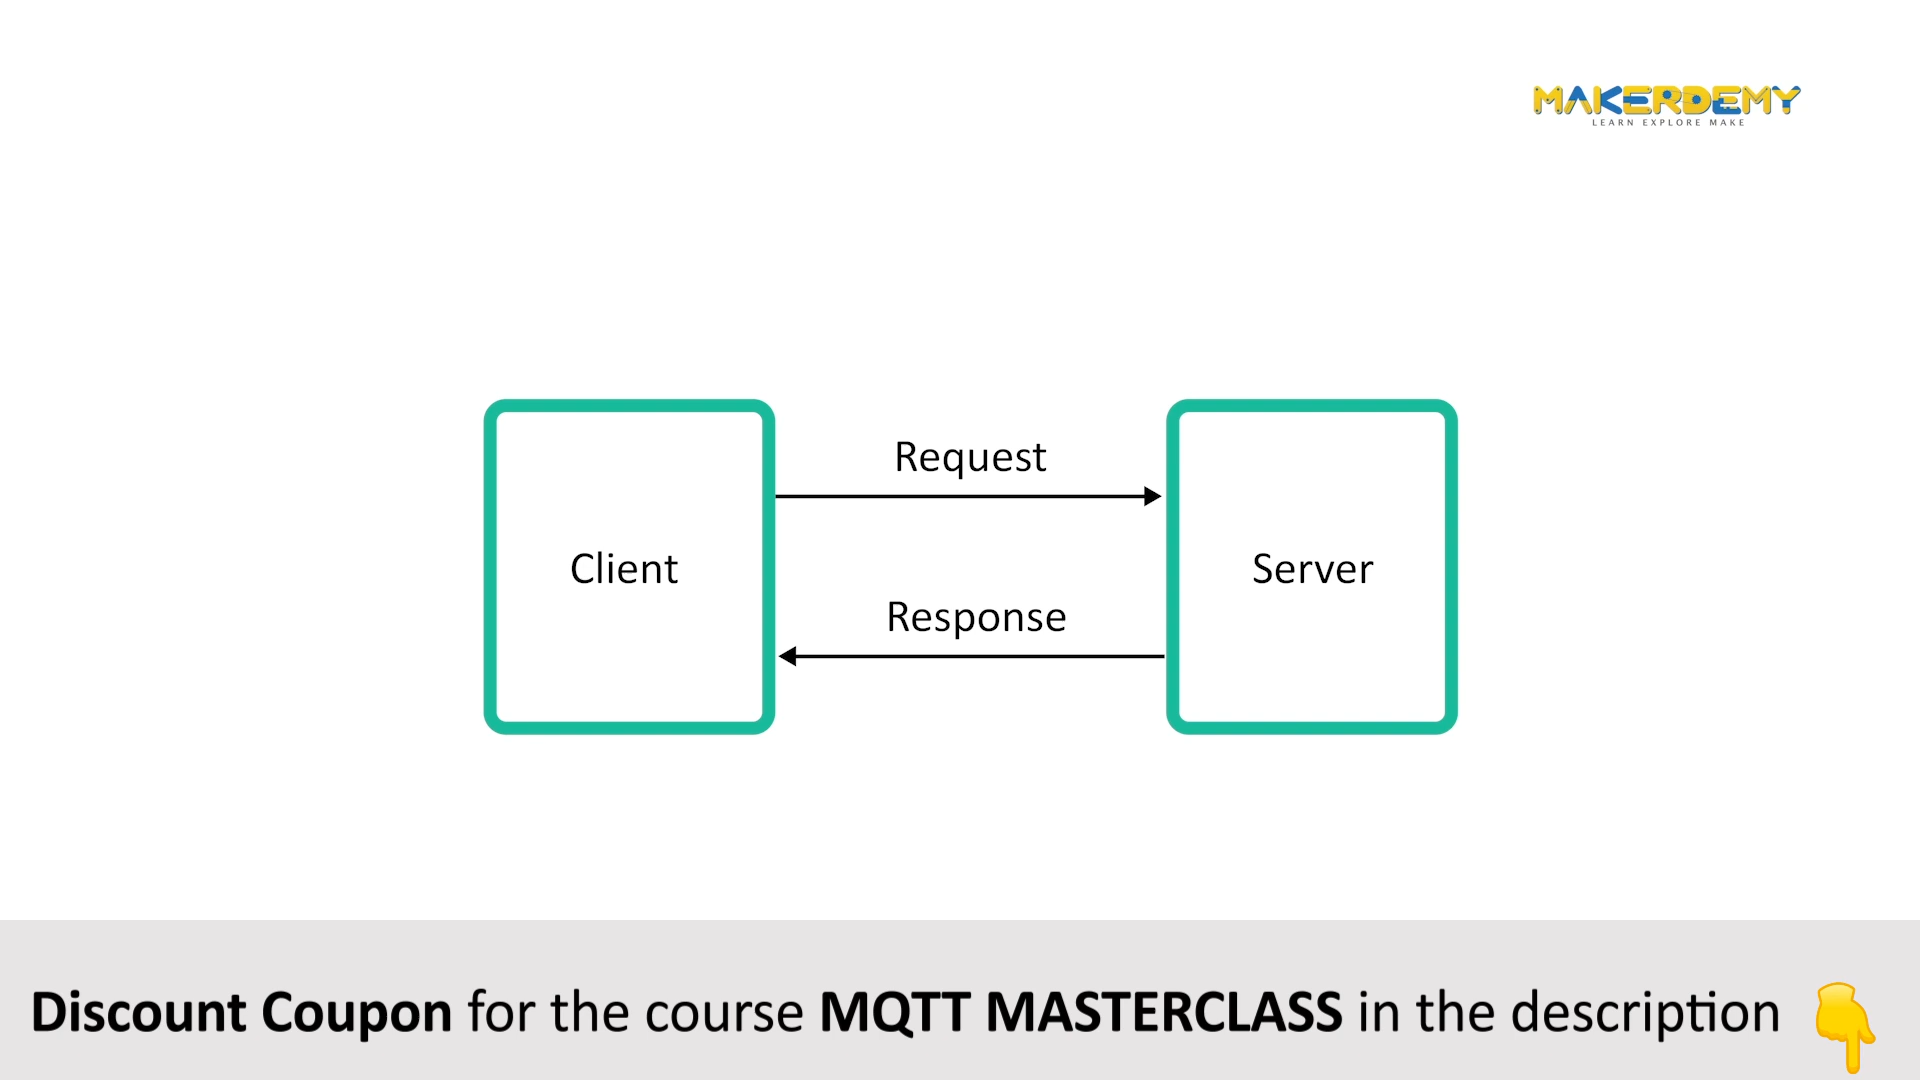 MAKERDEMY
LEARN EXPLORE MAKE
Request
Client
Server
Response
Discount Coupon for the course MQTT MASTERCLASS in the description